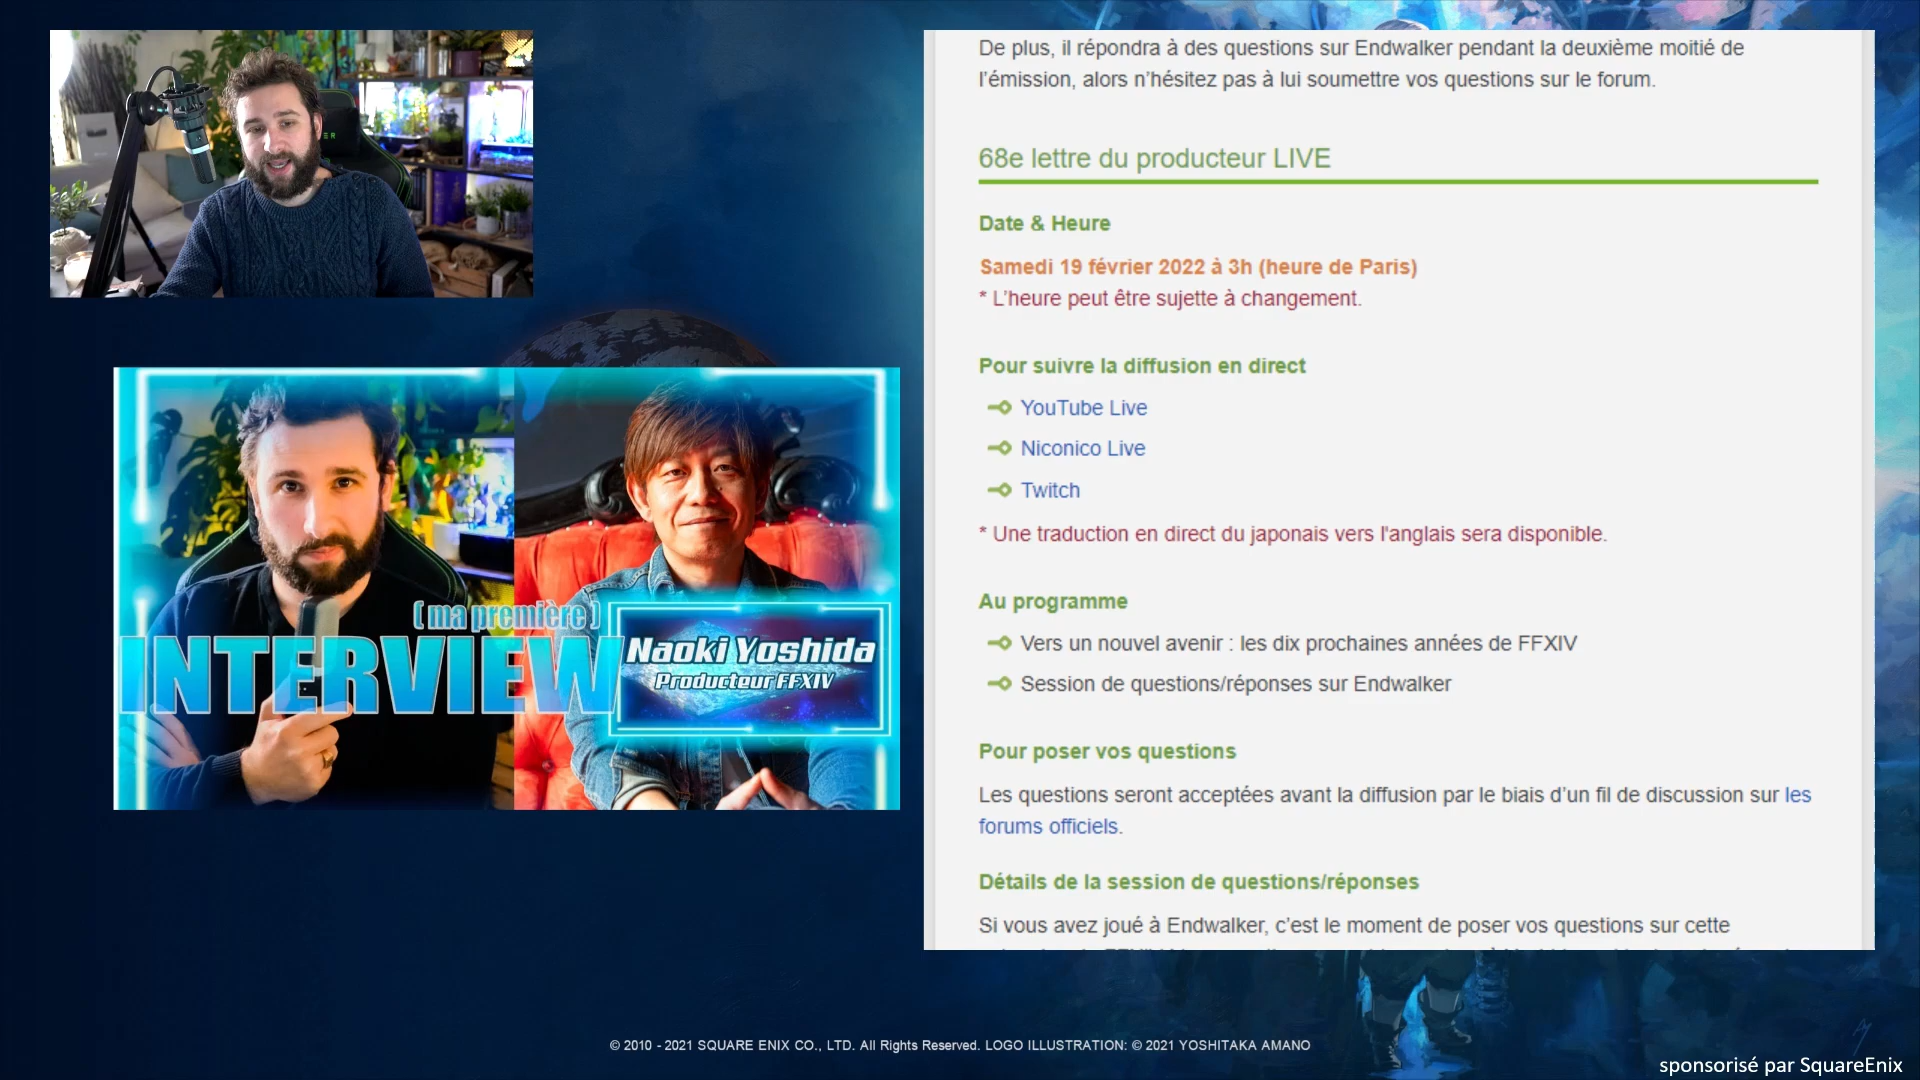 De plus, il répondra à des questions sur Endwalker pendant la deuxième moitié de
l’émission, alors n’hésitez pas à lui soumettre vos questions sur le forum.
68e lettre du producteur LIVE
Date & Heure
Samedi 19 février 2022 à 3h (heure de Paris)
* L’heure peut être sujette à changement.
Pour suivre la diffusion en direct
YouTube Live
Niconico Live
Twitch
* Une traduction en direct du japonais vers l'anglais sera disponible.
Au programme
Vers un nouvel avenir : les dix prochaines années de FFXIV
Session de questions/réponses sur Endwalker
Pour poser vos questions
Les questions seront acceptées avant la diffusion par le biais d’un fil de discussion sur les
forums officiels.
Détails de la session de questions/réponses
Si vous avez joué à Endwalker, c’est le moment de poser vos questions sur cette
( ma première )
INTERVIEW
Naoki Yoshida
Producteur FFXIV
© 2010 - 2021 SQUARE ENIX CO., LTD. All Rights Reserved. LOGO ILLUSTRATION: © 2021 YOSHITAKA AMANO
sponsorisé par SquareEnix